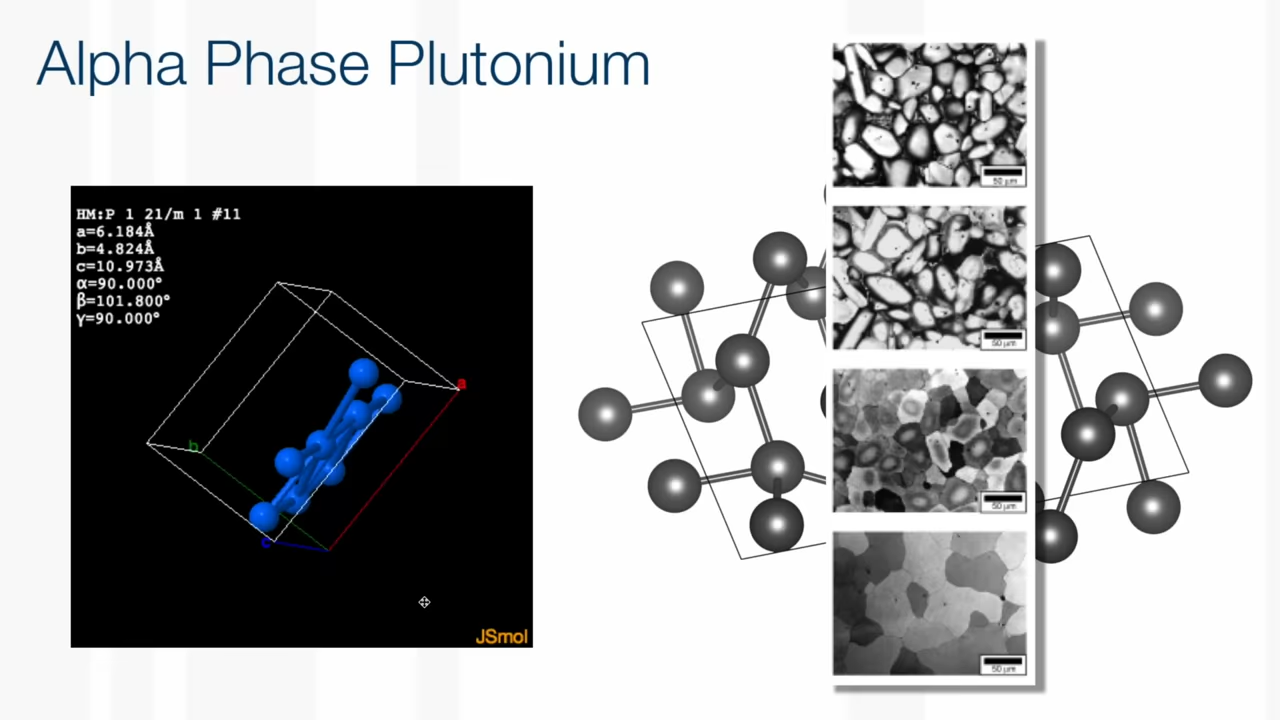 Alpha Phase Plutonium
HM:P 1 21/m 1 #11
a=6.184Å
b=4.824Å
c=10.973Å
α=90.000°
β=101.800°
γ=90.000°
a
b
c
JSmol
50 µm
50 µm
50 µm
50 µm